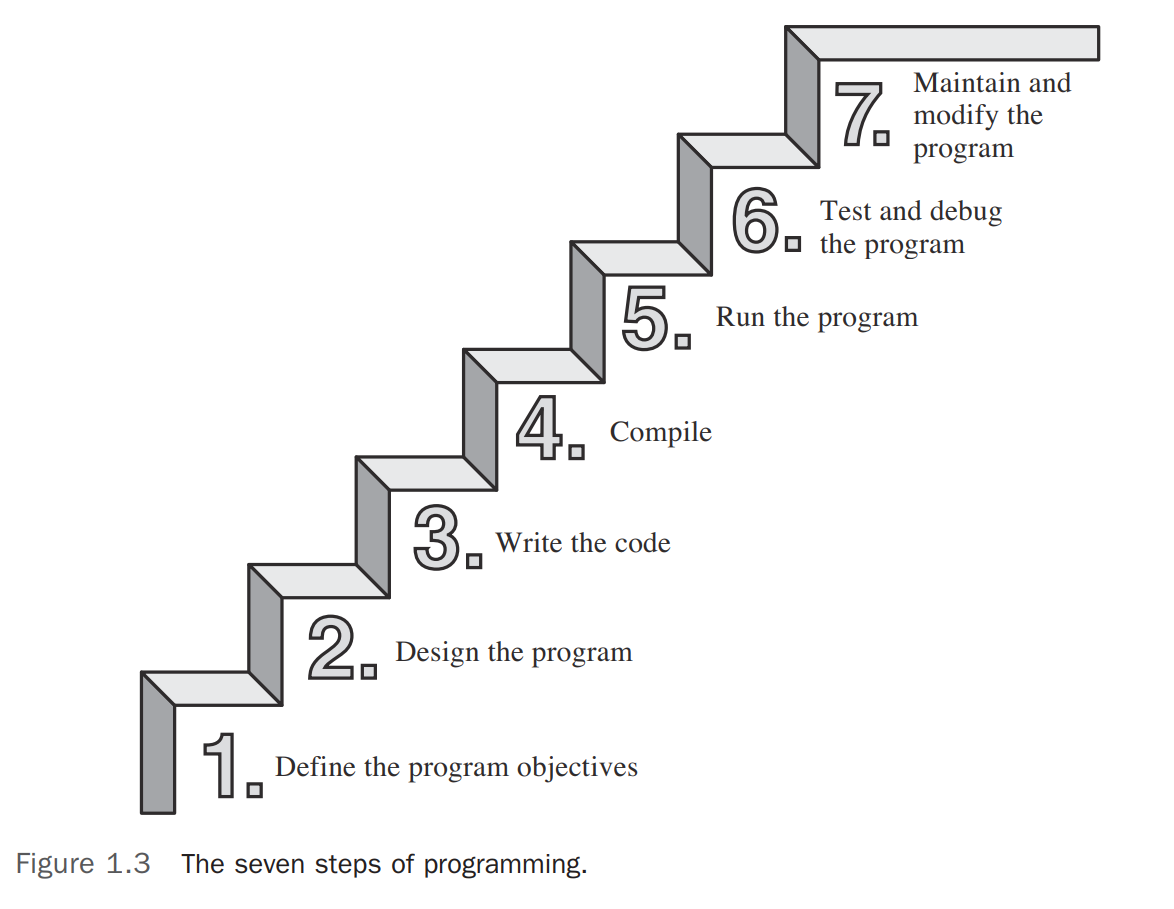 7. Maintain and
modify the
program
6. Test and debug
the program
5. Run the program
4. Compile
3. Write the code
2. Design the program
1. Define the program objectives
Figure 1.3 The seven steps of programming.